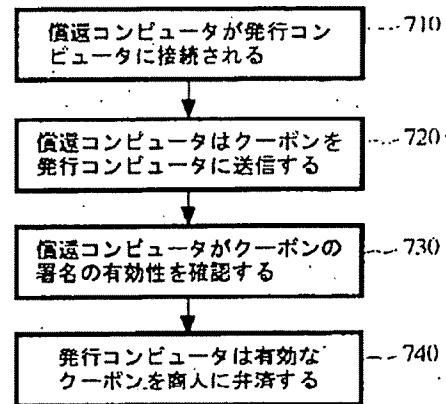 償還コンピュータが発行コン
ピュータに接続される
710
償還コンピュータはクーポンを
発行コンピュータに送信する
720
償還コンピュータがクーポンの
署名の有効性を確認する
730
発行コンピュータは有効な
クーポンを商人に弁済する
740